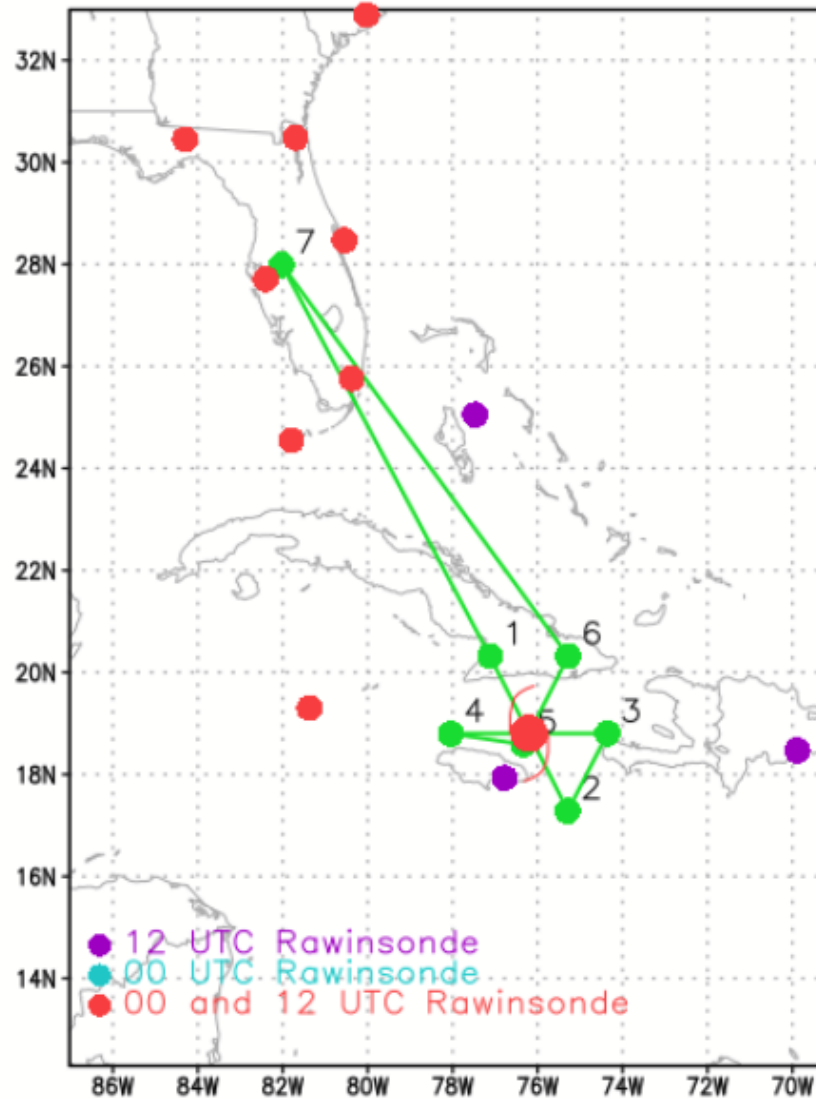 32N
30N
7
28N
26N
24N
22N
1 6
20N
4 5 3
18N
2
16N
12 UTC Rawinsonde
00 UTC Rawinsonde
14N
00 and 12 UTC Rawinsonde
86W 84W 82W 80W 78W 76W 74W 72W 70W